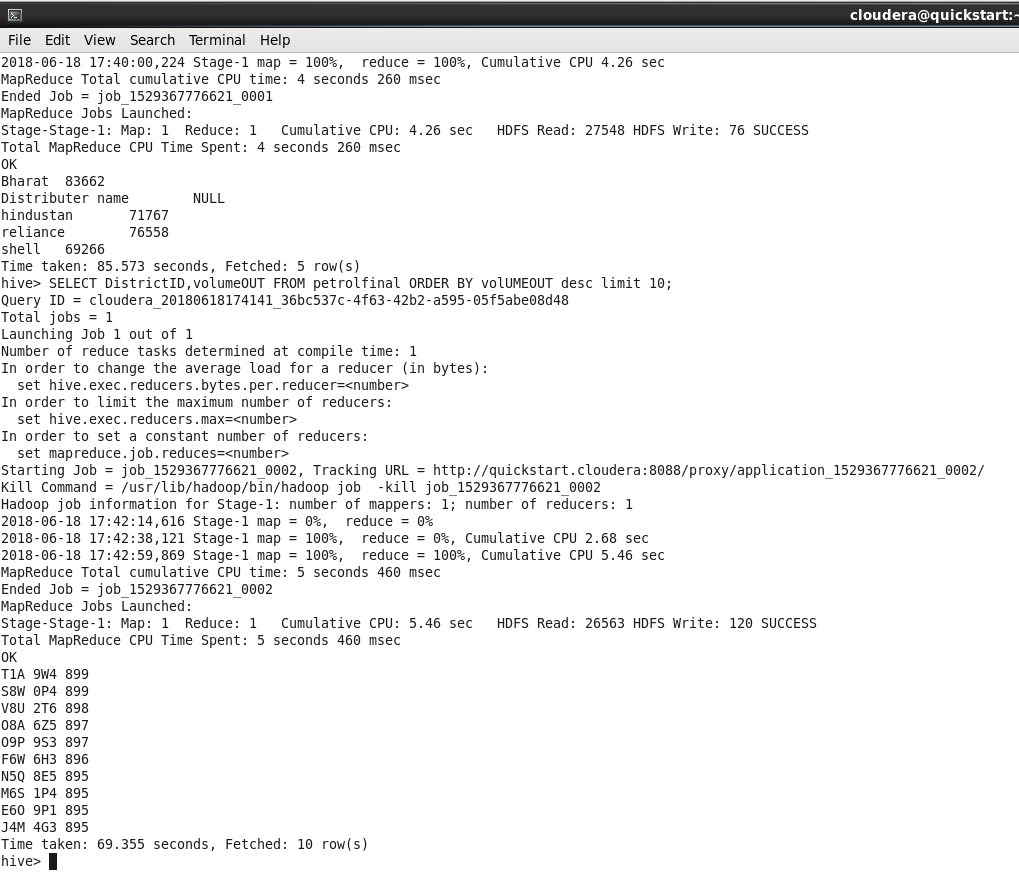 cloudera@quickstart:~
File Edit View Search Terminal Help
2018-06-18 17:40:00,224 Stage-1 map = 100%,  reduce = 100%, Cumulative CPU 4.26 sec
MapReduce Total cumulative CPU time: 4 seconds 260 msec
Ended Job = job_1529367776621_0001
MapReduce Jobs Launched:
Stage-Stage-1: Map: 1  Reduce: 1   Cumulative CPU: 4.26 sec   HDFS Read: 27548 HDFS Write: 76 SUCCESS
Total MapReduce CPU Time Spent: 4 seconds 260 msec
OK
Bharat  83662
Distributer name        NULL
hindustan       71767
reliance        76558
shell   69266
Time taken: 85.573 seconds, Fetched: 5 row(s)
hive> SELECT DistrictID,volumeOUT FROM petrolfinal ORDER BY volUMEOUT desc limit 10;
Query ID = cloudera_20180618174141_36bc537c-4f63-42b2-a595-05f5abe08d48
Total jobs = 1
Launching Job 1 out of 1
Number of reduce tasks determined at compile time: 1
In order to change the average load for a reducer (in bytes):
  set hive.exec.reducers.bytes.per.reducer=<number>
In order to limit the maximum number of reducers:
  set hive.exec.reducers.max=<number>
In order to set a constant number of reducers:
  set mapreduce.job.reduces=<number>
Starting Job = job_1529367776621_0002, Tracking URL = http://quickstart.cloudera:8088/proxy/application_1529367776621_0002/
Kill Command = /usr/lib/hadoop/bin/hadoop job  -kill job_1529367776621_0002
Hadoop job information for Stage-1: number of mappers: 1; number of reducers: 1
2018-06-18 17:42:14,616 Stage-1 map = 0%,  reduce = 0%
2018-06-18 17:42:38,121 Stage-1 map = 100%,  reduce = 0%, Cumulative CPU 2.68 sec
2018-06-18 17:42:59,869 Stage-1 map = 100%,  reduce = 100%, Cumulative CPU 5.46 sec
MapReduce Total cumulative CPU time: 5 seconds 460 msec
Ended Job = job_1529367776621_0002
MapReduce Jobs Launched:
Stage-Stage-1: Map: 1  Reduce: 1   Cumulative CPU: 5.46 sec   HDFS Read: 26563 HDFS Write: 120 SUCCESS
Total MapReduce CPU Time Spent: 5 seconds 460 msec
OK
T1A 9W4 899
S8W 0P4 899
V8U 2T6 898
O8A 6Z5 897
O9P 9S3 897
F6W 6H3 896
N5Q 8E5 895
M6S 1P4 895
E6O 9P1 895
J4M 4G3 895
Time taken: 69.355 seconds, Fetched: 10 row(s)
hive>